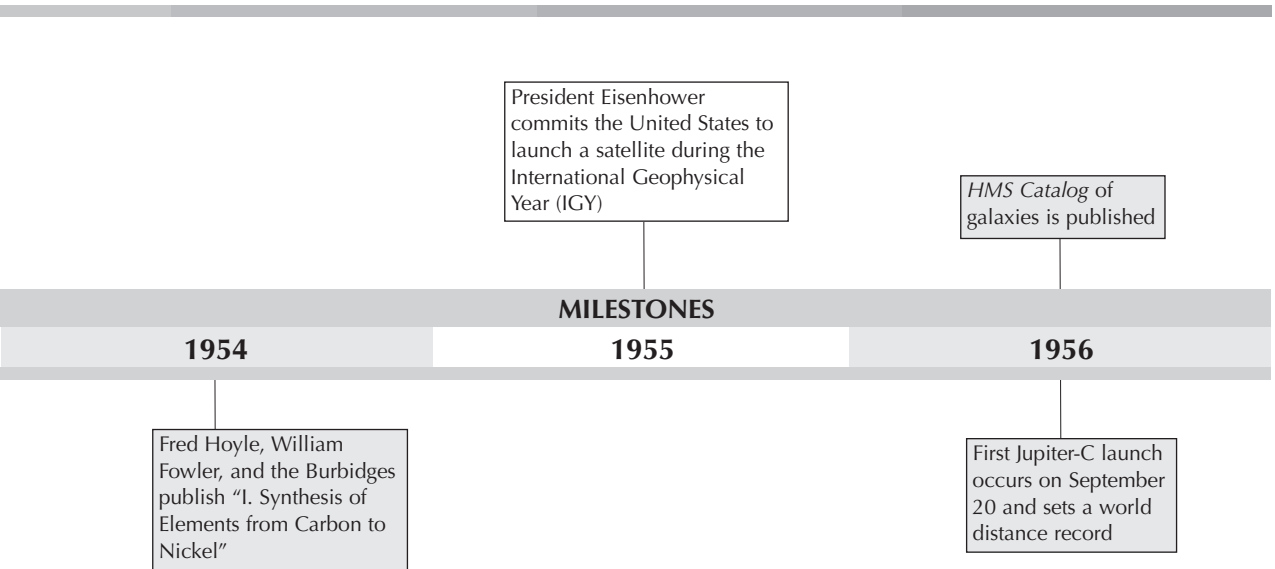 President Eisenhower
commits the United States to
launch a satellite during the
International Geophysical
Year (IGY)
HMS Catalog of
galaxies is published
MILESTONES
1954
1955
1956
Fred Hoyle, William
Fowler, and the Burbidges
publish “I. Synthesis of
Elements from Carbon to
Nickel”
First Jupiter-C launch
occurs on September
20 and sets a world
distance record